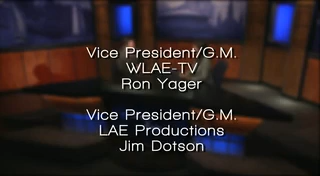 Vice President/G.M.
WLAE-TV
Ron Yager
Vice President/G.M.
LAE Productions
Jim Dotson